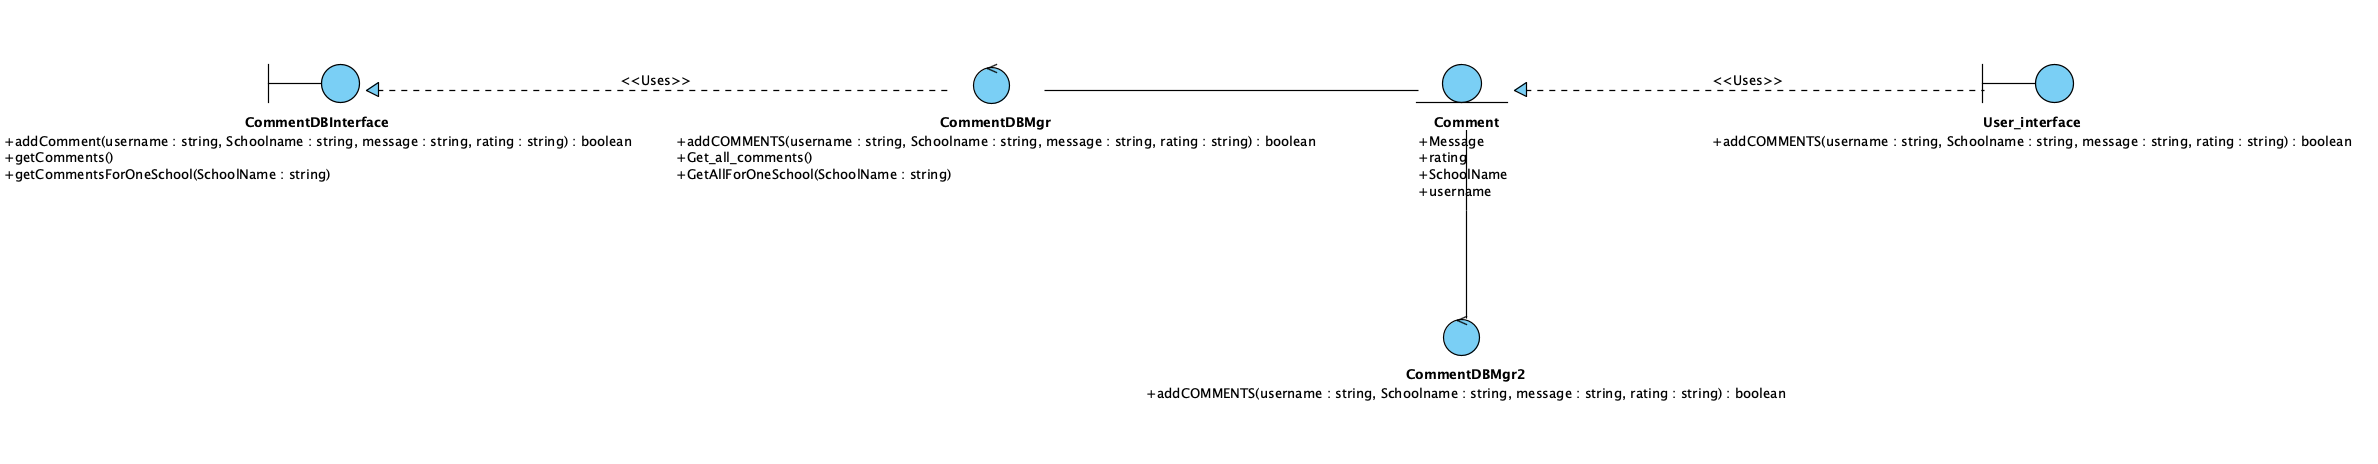 <<Uses>>
<<Uses>>
CommentDBInterface
+addComment(username : string, Schoolname : string, message : string, rating : string) : boolean
+getComments()
+getCommentsForOneSchool(SchoolName : string)
CommentDBMgr
+addCOMMENTS(username : string, Schoolname : string, message : string, rating : string) : boolean
+Get_all_comments()
+GetAllForOneSchool(SchoolName : string)
Comment
+Message
+rating
+SchoolName
+username
User_interface
+addCOMMENTS(username : string, Schoolname : string, message : string, rating : string) : boolean
CommentDBMgr2
+addCOMMENTS(username : string, Schoolname : string, message : string, rating : string) : boolean